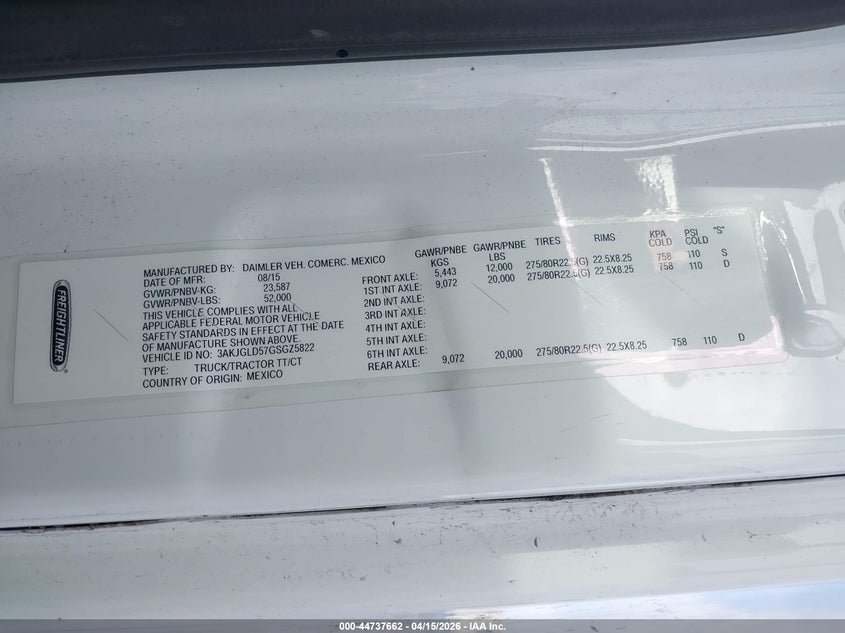 FREIGHTLINER
MANUFACTURED BY: DAIMLER VEH. COMERC. MEXICO
DATE OF MFR: 08/15
GVWR/PNBV-KG: 23,587
GVWR/PNBV-LBS: 52,000
THIS VEHICLE COMPLIES WITH ALL
APPLICABLE FEDERAL MOTOR VEHICLE
SAFETY STANDARDS IN EFFECT AT THE DATE
OF MANUFACTURE SHOWN ABOVE.
VEHICLE ID NO: 3AKJGLD57GSGZ5822
TYPE: TRUCK/TRACTOR TT/CT
COUNTRY OF ORIGIN: MEXICO
GAWR/PNBE GAWR/PNBE TIRES RIMS KPA PSI "S"
KGS LBS COLD COLD
FRONT AXLE: 5,443 12,000 275/80R22.5(G) 22.5X8.25 758 110 S
1ST INT AXLE: 9,072 20,000 275/80R22.5(G) 22.5X8.25 758 110 D
2ND INT AXLE:
3RD INT AXLE:
4TH INT AXLE:
5TH INT AXLE:
6TH INT AXLE:
REAR AXLE: 9,072 20,000 275/80R22.5(G) 22.5X8.25 758 110 D
000-44737662 - 04/15/2026 - IAA Inc.